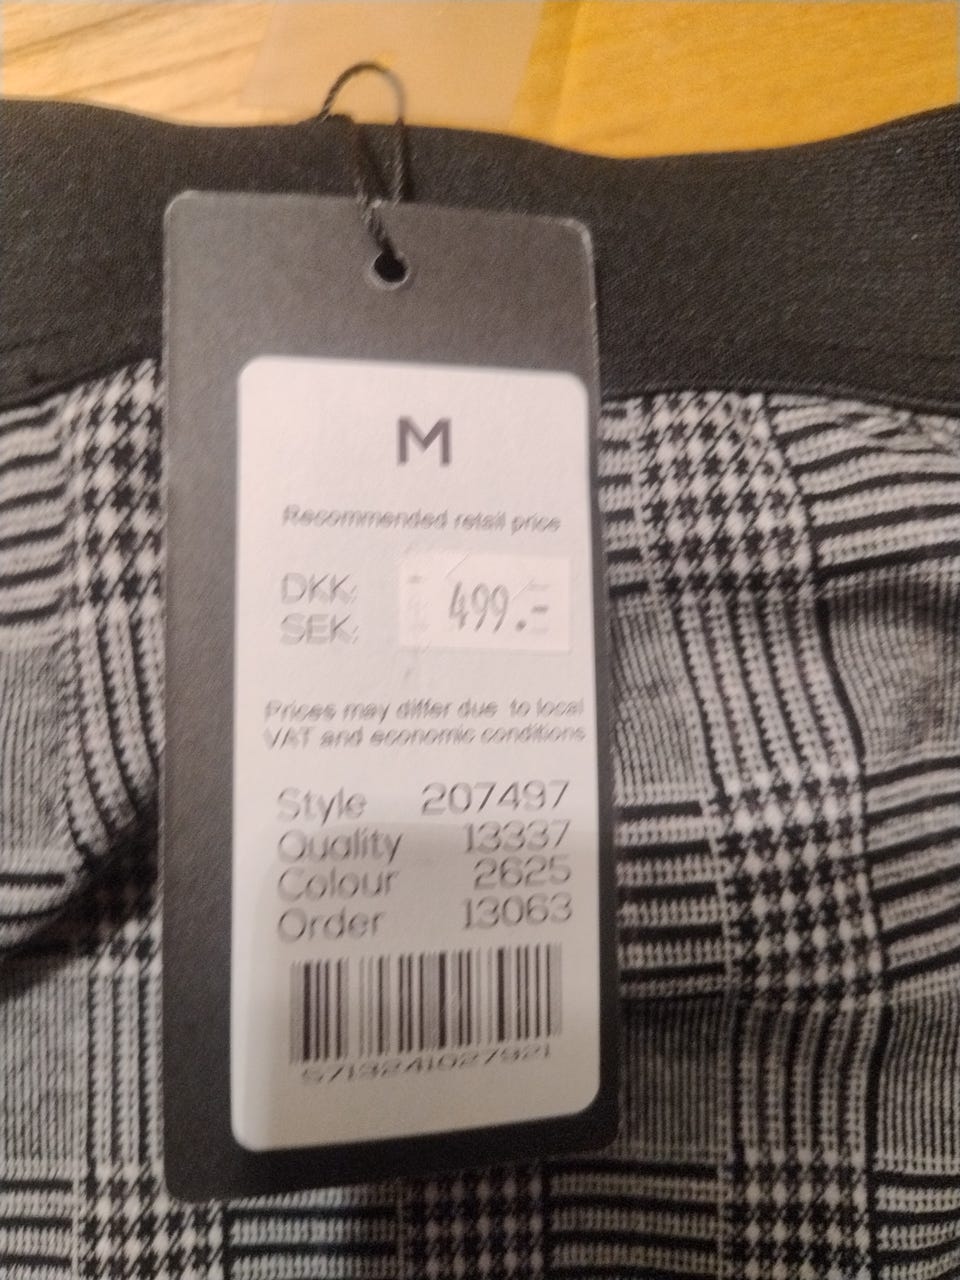 M
Recommended retail price
DKK:
SEK:
499.-
Prices may differ due to local
VAT and economic conditions
Style 207497
Quality 13337
Colour 2625
Order 13063
5713241027921